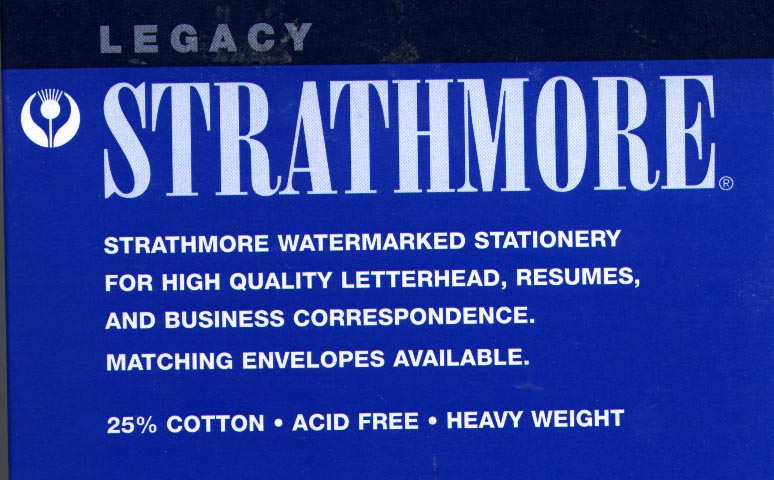 LEGACY
STRATHMORE®
STRATHMORE WATERMARKED STATIONERY
FOR HIGH QUALITY LETTERHEAD, RESUMES,
AND BUSINESS CORRESPONDENCE.
MATCHING ENVELOPES AVAILABLE.
25% COTTON • ACID FREE • HEAVY WEIGHT